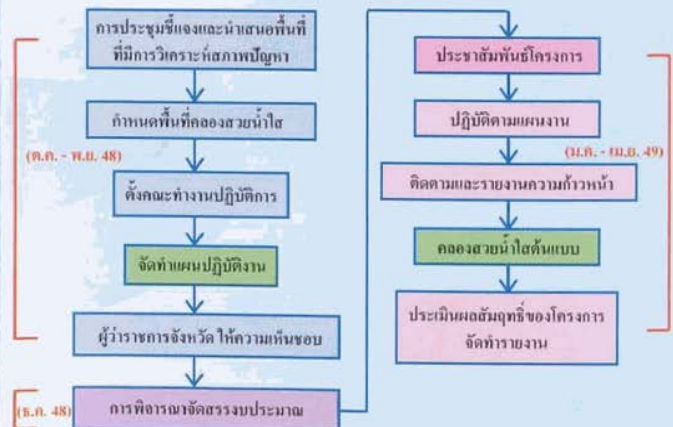 การประชุมชี้แจงและนำเสนอพื้นที่
ที่มีการวิเคราะห์สภาพปัญหา
กำหนดพื้นที่คลองสวยน้ำใส
(ต.ค. - พ.ย. 48)
ตั้งคณะทำงานปฏิบัติการ
จัดทำแผนปฏิบัติงาน
ผู้ว่าราชการจังหวัด ให้ความเห็นชอบ
(ธ.ค. 48)
การพิจารณาจัดสรรงบประมาณ
ประชาสัมพันธ์โครงการ
ปฏิบัติตามแผนงาน
(ม.ค. - เม.ย. 49)
ติดตามและรายงานความก้าวหน้า
คลองสวยน้ำใสต้นแบบ
ประเมินผลสัมฤทธิ์ของโครงการ
จัดทำรายงาน